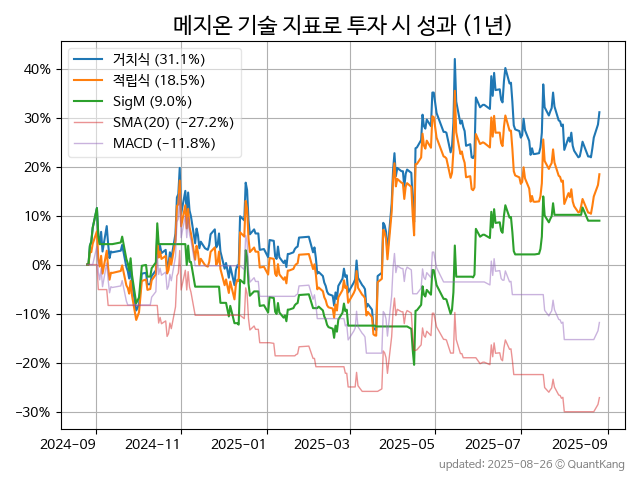 메지온 기술 지표로 투자 시 성과 (1년)
거치식 (31.1%)
적립식 (18.5%)
SigM (9.0%)
SMA(20) (−27.2%)
MACD (−11.8%)
40%
30%
20%
10%
0%
−10%
−20%
−30%
2024-09 2024-11 2025-01 2025-03 2025-05 2025-07 2025-09
updated: 2025-08-26 ⓒ QuantKang